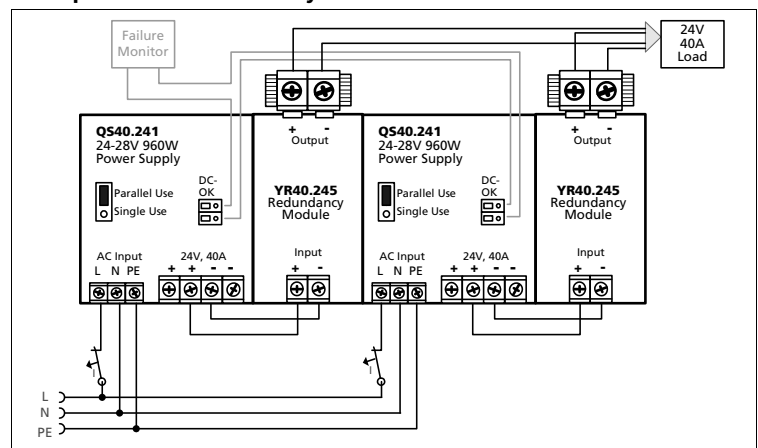 Failure
Monitor
24V
40A
Load
+ -
Output
+ -
Output
QS40.241
24-28V 960W
Power Supply
Parallel Use
Single Use
DC-
OK
AC Input
L N PE
24V, 40A
+ + - -
YR40.245
Redundancy
Module
Input
+ -
QS40.241
24-28V 960W
Power Supply
Parallel Use
Single Use
DC-
OK
AC Input
L N PE
24V, 40A
+ + - -
YR40.245
Redundancy
Module
Input
+ -
I
I
L
N
PE